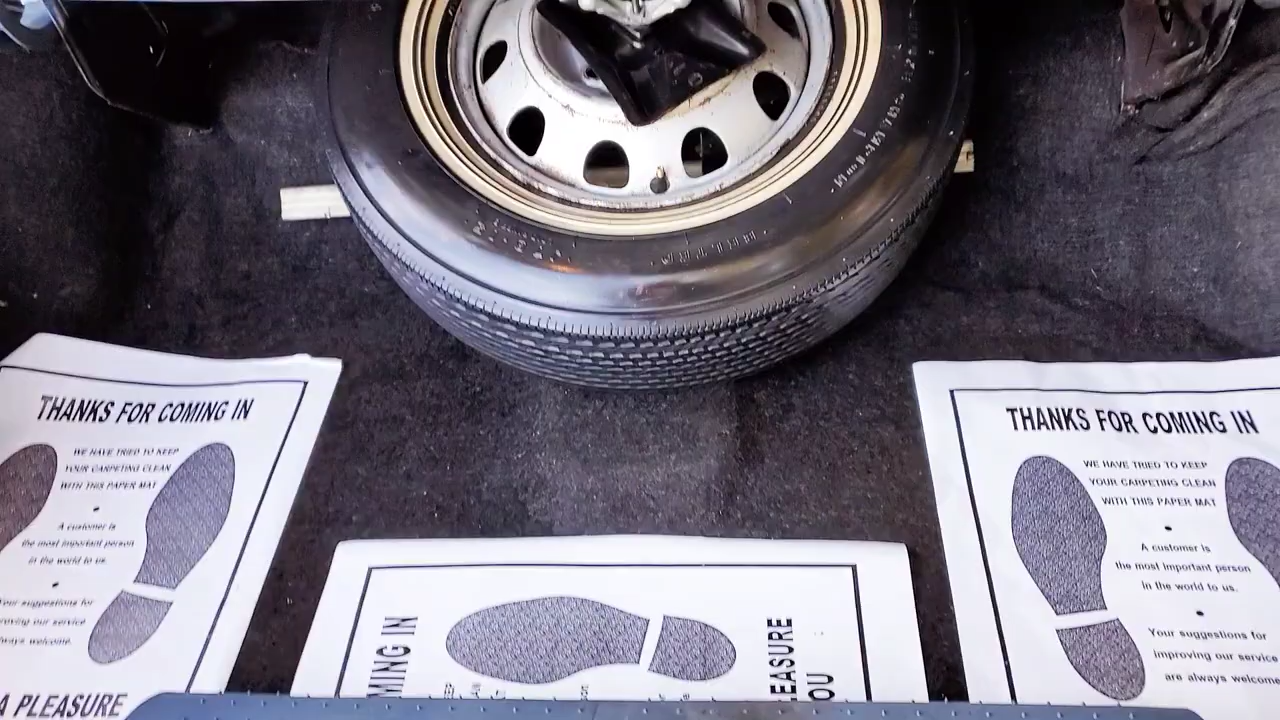 THANKS FOR COMING IN
WE HAVE TRIED TO KEEP
YOUR CARPETING CLEAN
WITH THIS PAPER MAT
•
A customer is
the most important person
in the world to us.
•
Your suggestions for
roving our service
lways welcome.
A PLEASURE
MING IN
LEASURE
OU
THANKS FOR COMING IN
WE HAVE TRIED TO KEEP
YOUR CARPETING CLEAN
WITH THIS PAPER MAT
•
A customer is
the most important person
in the world to us.
•
Your suggestions for
improving our service
are always welcome